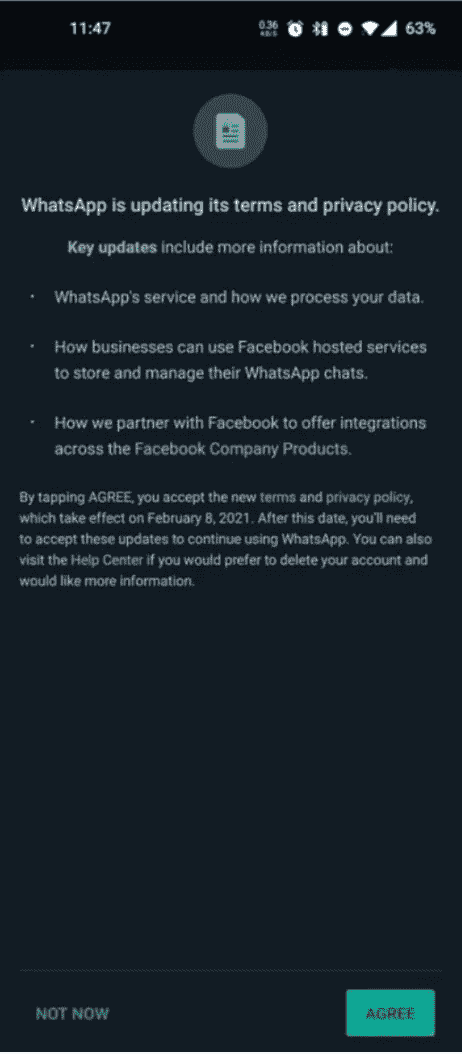 11:47
0.36
KB/S
63%
WhatsApp is updating its terms and privacy policy.
Key updates include more information about:
· WhatsApp's service and how we process your data.
· How businesses can use Facebook hosted services
to store and manage their WhatsApp chats.
· How we partner with Facebook to offer integrations
across the Facebook Company Products.
By tapping AGREE, you accept the new terms and privacy policy,
which take effect on February 8, 2021. After this date, you'll need
to accept these updates to continue using WhatsApp. You can also
visit the Help Center if you would prefer to delete your account and
would like more information.
NOT NOW
AGREE